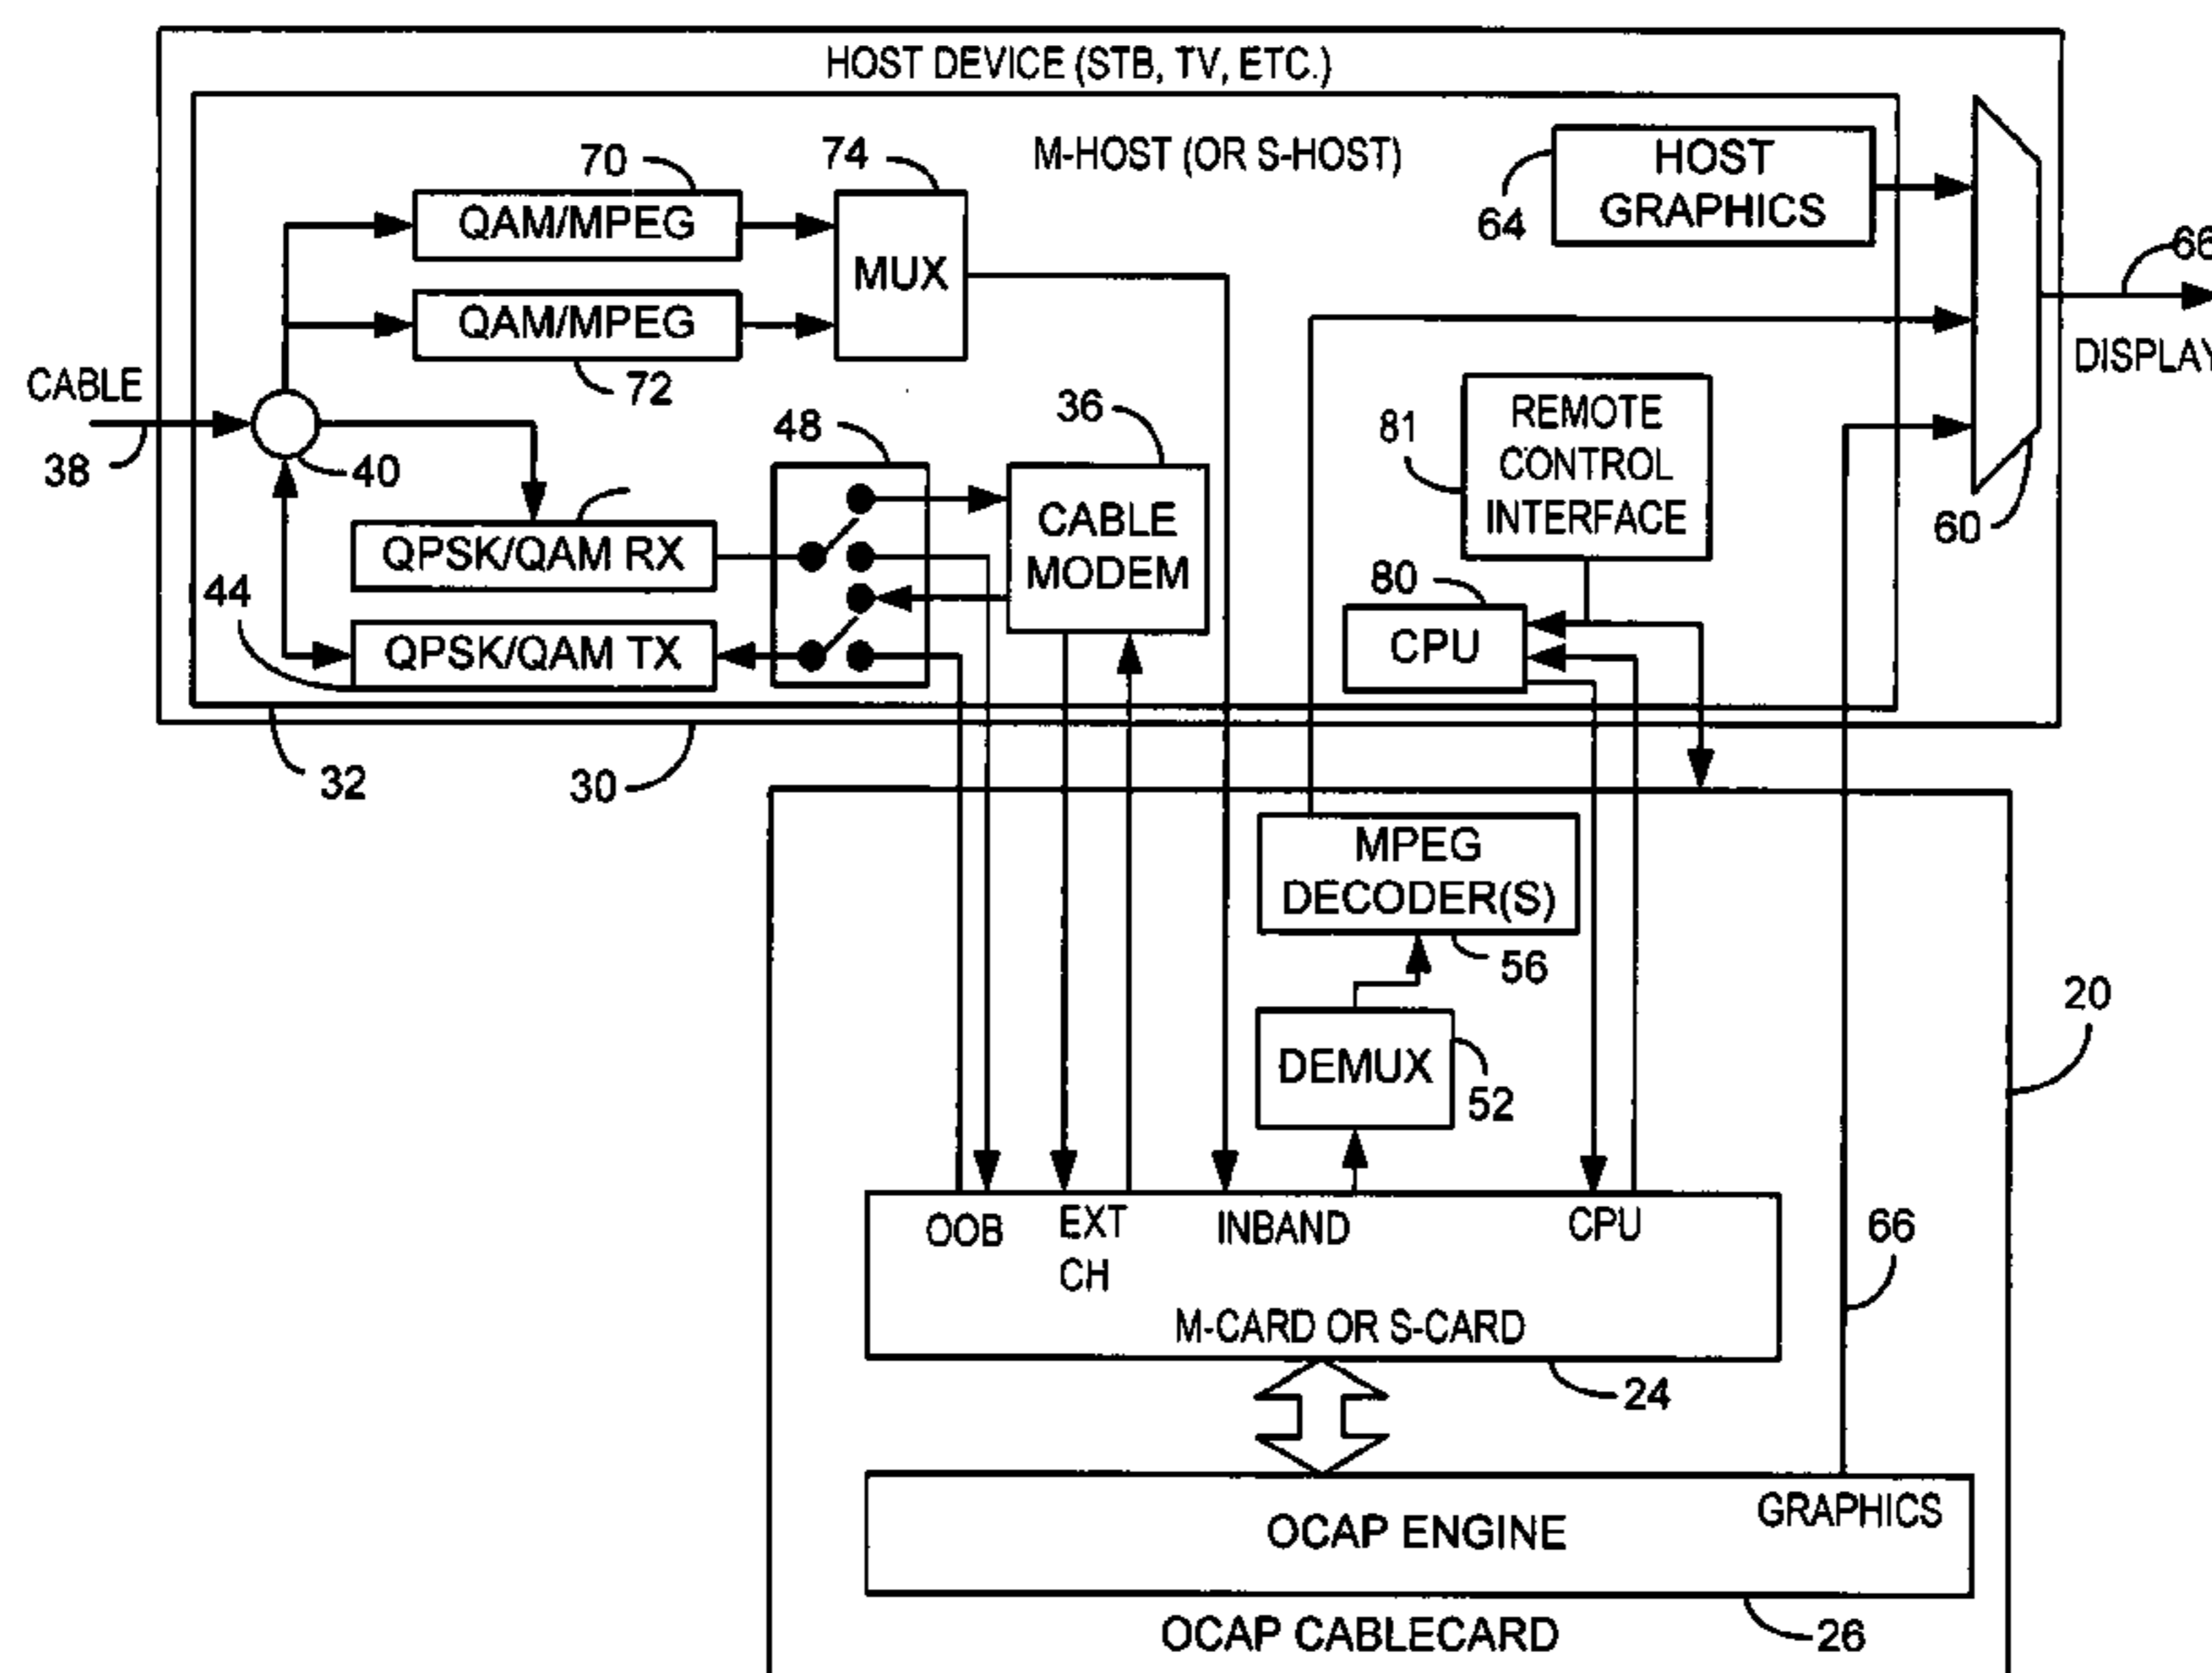 HOST DEVICE (STB, TV, ETC.)
M-HOST (OR S-HOST)
70
74
HOST
GRAPHICS
64
QAM/MPEG
MUX
QAM/MPEG
72
66
DISPLAY
CABLE
38
40
48
36
81
REMOTE
CONTROL
INTERFACE
60
QPSK/QAM RX
CABLE
MODEM
44
QPSK/QAM TX
80
CPU
32
30
MPEG
DECODER(S)
56
20
DEMUX
52
OOB
EXT
CH
INBAND
CPU
66
M-CARD OR S-CARD
24
GRAPHICS
OCAP ENGINE
26
OCAP CABLECARD